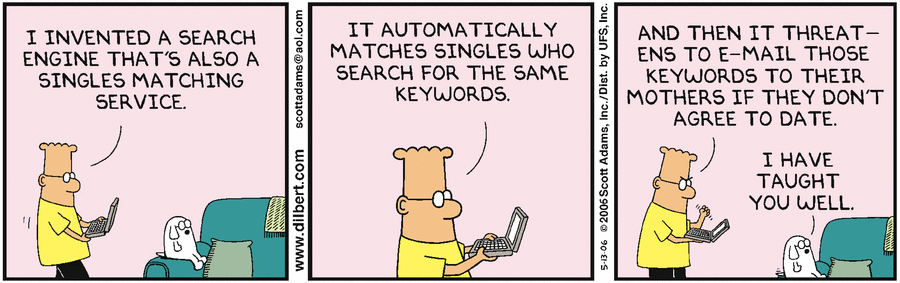 I INVENTED A SEARCH
ENGINE THAT'S ALSO A
SINGLES MATCHING
SERVICE.
www.dilbert.com scottadams@aol.com
IT AUTOMATICALLY
MATCHES SINGLES WHO
SEARCH FOR THE SAME
KEYWORDS.
5-13-06 © 2006 Scott Adams, Inc./Dist. by UFS, Inc.
AND THEN IT THREAT-
ENS TO E-MAIL THOSE
KEYWORDS TO THEIR
MOTHERS IF THEY DON'T
AGREE TO DATE.
I HAVE
TAUGHT
YOU WELL.